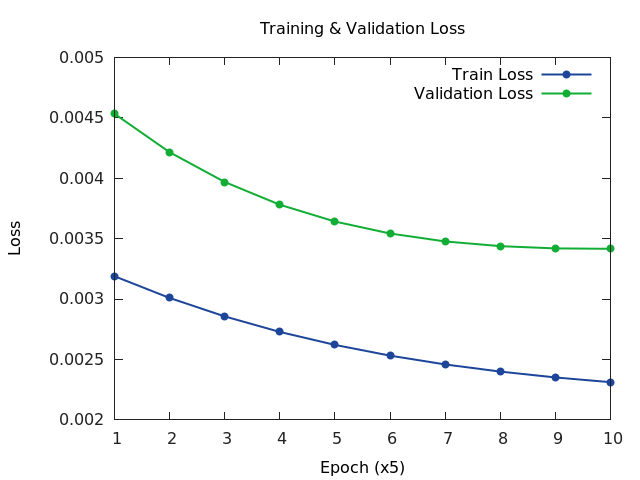 Training & Validation Loss
0.005
Train Loss
Validation Loss
0.0045
0.004
0.0035
Loss
0.003
0.0025
0.002
1 2 3 4 5 6 7 8 9 10
Epoch (x5)